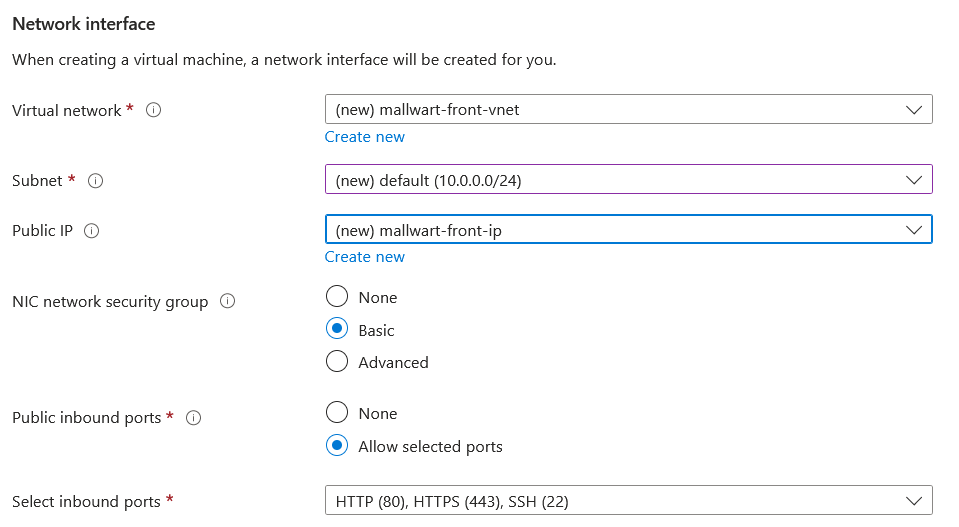 Network interface
When creating a virtual machine, a network interface will be created for you.
Virtual network * (new) mallwart-front-vnet
Create new
Subnet * (new) default (10.0.0.0/24)
Public IP (new) mallwart-front-ip
Create new
NIC network security group None
Basic
Advanced
Public inbound ports * None
Allow selected ports
Select inbound ports * HTTP (80), HTTPS (443), SSH (22)